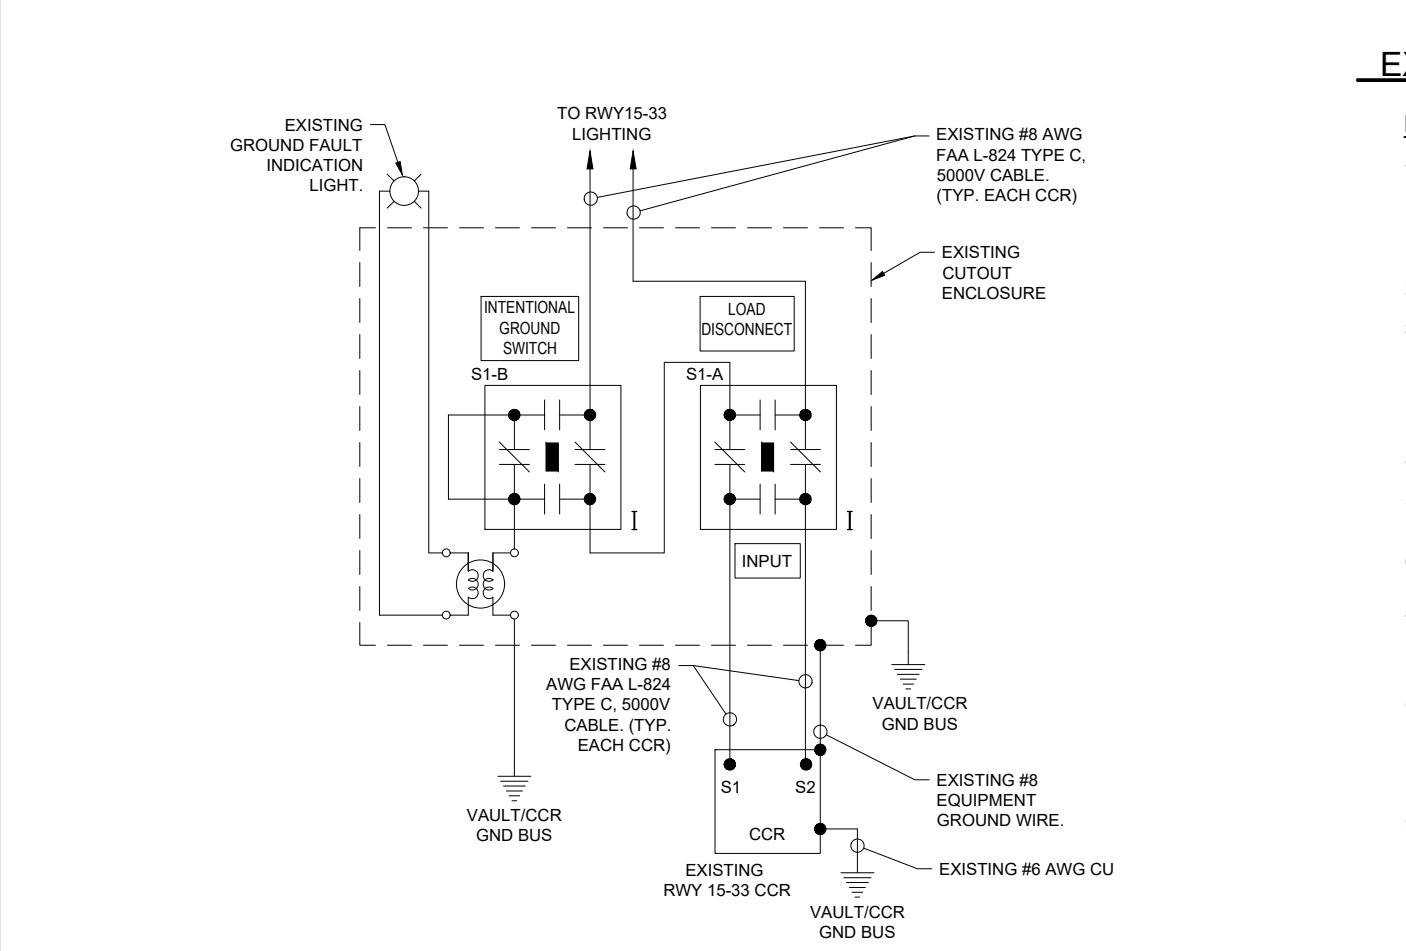 EXISTING
GROUND FAULT
INDICATION
LIGHT.
TO RWY15-33
LIGHTING
EXISTING #8 AWG
FAA L-824 TYPE C,
5000V CABLE.
(TYP. EACH CCR)
EXISTING
CUTOUT
ENCLOSURE
INTENTIONAL
GROUND
SWITCH
LOAD
DISCONNECT
S1-B
S1-A
I
I
INPUT
EXISTING #8
AWG FAA L-824
TYPE C, 5000V
CABLE. (TYP.
EACH CCR)
VAULT/CCR
GND BUS
VAULT/CCR
GND BUS
S1
S2
CCR
EXISTING
RWY 15-33 CCR
EXISTING #8
EQUIPMENT
GROUND WIRE.
EXISTING #6 AWG CU
VAULT/CCR
GND BUS